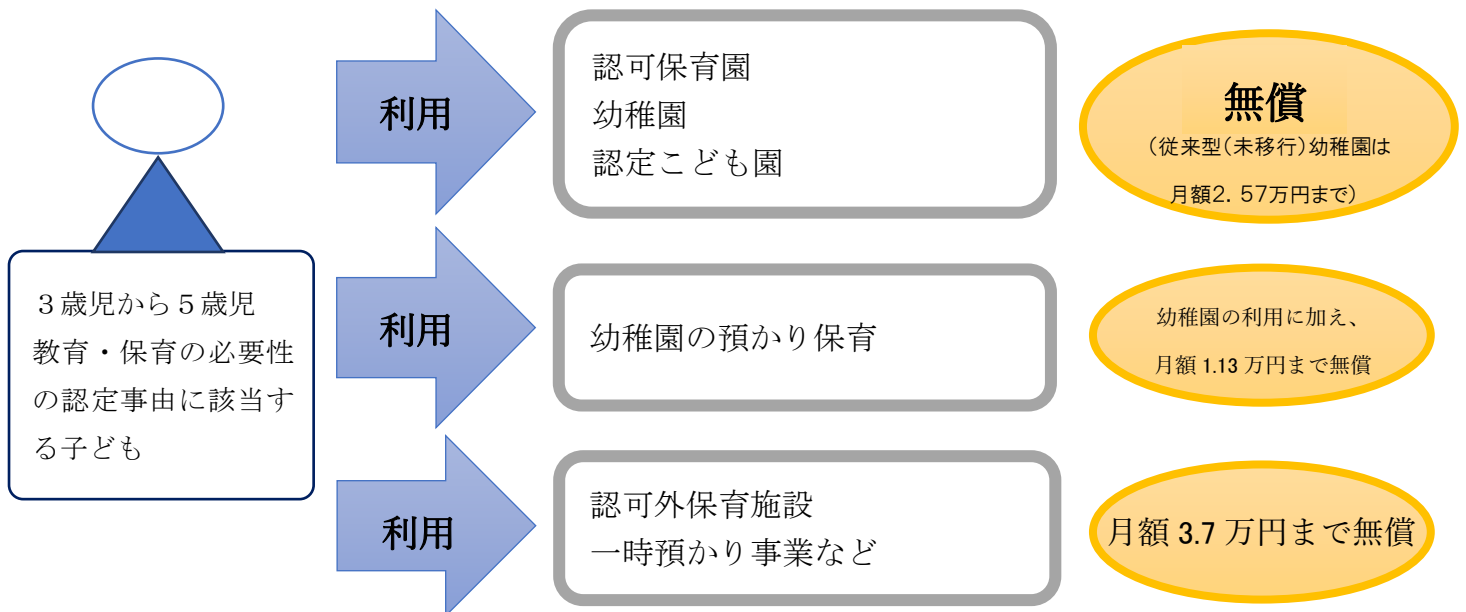 ３歳児から５歳児
教育・保育の必要性
の認定事由に該当す
る子ども
利用
認可保育園
幼稚園
認定こども園
無償
（従来型（未移行）幼稚園は
月額２．５７万円まで）
利用
幼稚園の預かり保育
幼稚園の利用に加え、
月額 1.13 万円まで無償
利用
認可外保育施設
一時預かり事業など
月額 3.7 万円まで無償